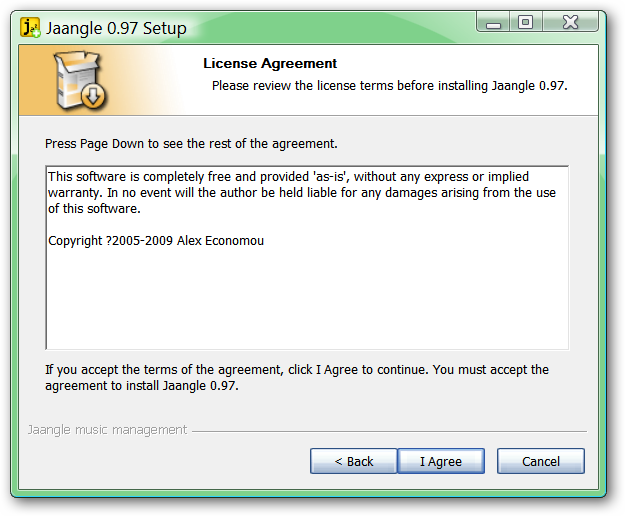 Jaangle 0.97 Setup
License Agreement
Please review the license terms before installing Jaangle 0.97.
Press Page Down to see the rest of the agreement.
This software is completely free and provided 'as-is', without any express or implied
warranty. In no event will the author be held liable for any damages arising from the use
of this software.
Copyright ?2005-2009 Alex Economou
If you accept the terms of the agreement, click I Agree to continue. You must accept the
agreement to install Jaangle 0.97.
Jaangle music management
< Back
I Agree
Cancel